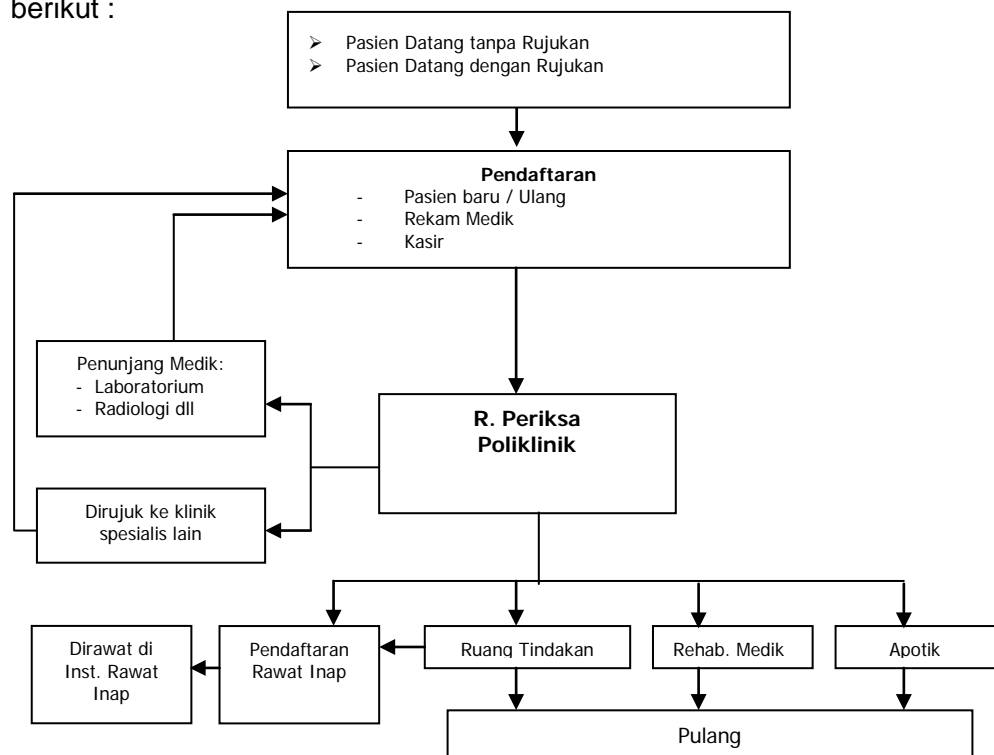 berikut :
➢ Pasien Datang tanpa Rujukan
➢ Pasien Datang dengan Rujukan
Pendaftaran
- Pasien baru / Ulang
- Rekam Medik
- Kasir
Penunjang Medik:
- Laboratorium
- Radiologi dll
R. Periksa
Poliklinik
Dirujuk ke klinik
spesialis lain
Dirawat di
Inst. Rawat
Inap
Pendaftaran
Rawat Inap
Ruang Tindakan
Rehab. Medik
Apotik
Pulang